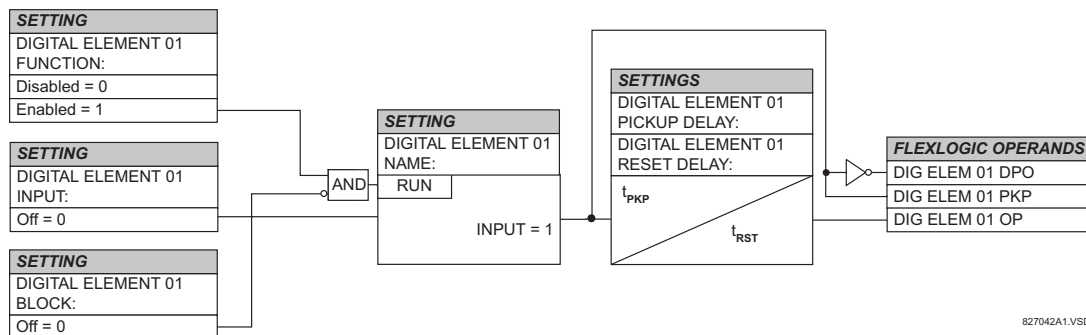 SETTING
DIGITAL ELEMENT 01
FUNCTION:
Disabled = 0
Enabled = 1
SETTING
DIGITAL ELEMENT 01
INPUT:
Off = 0
SETTING
DIGITAL ELEMENT 01
BLOCK:
Off = 0
AND
SETTING
DIGITAL ELEMENT 01
NAME:
RUN
INPUT = 1
SETTINGS
DIGITAL ELEMENT 01
PICKUP DELAY:
DIGITAL ELEMENT 01
RESET DELAY:
tPKP
tRST
FLEXLOGIC OPERANDS
DIG ELEM 01 DPO
DIG ELEM 01 PKP
DIG ELEM 01 OP
827042A1.VSD